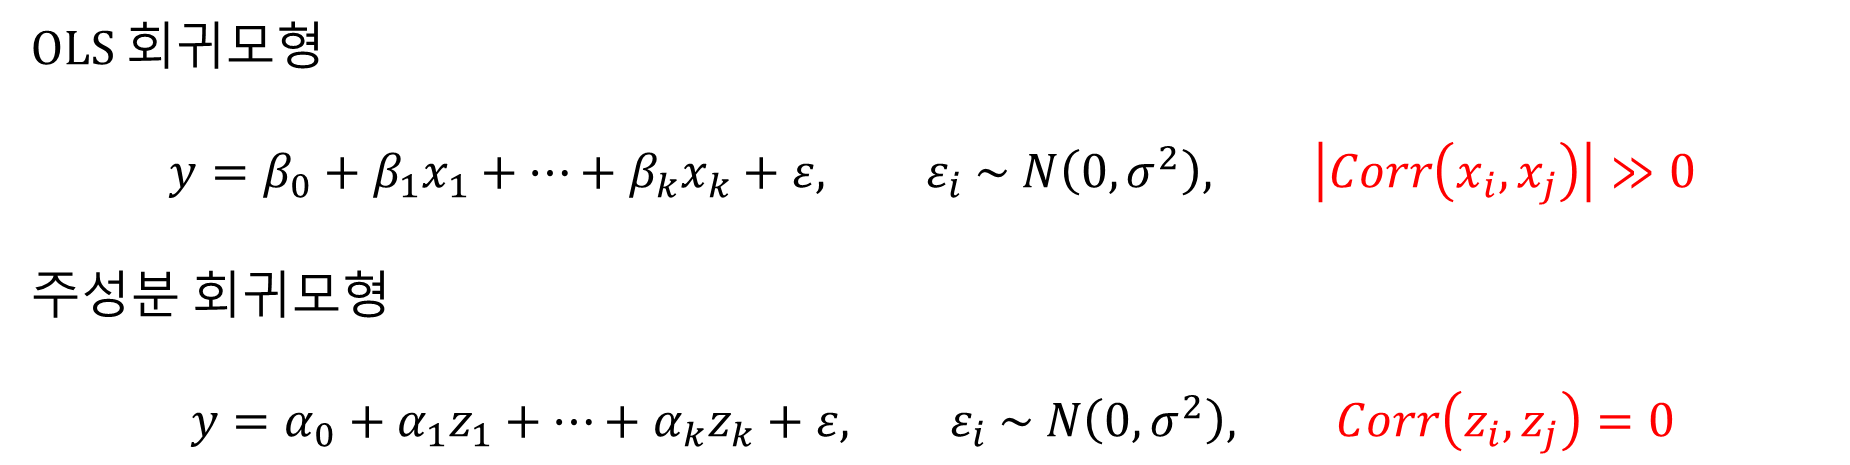 OLS 회귀모형
y = β₀ + β₁x₁ + ⋯ + βₖxₖ + ε, εᵢ ~ N(0, σ²), |Corr(xᵢ, xⱼ)| ≫ 0
주성분 회귀모형
y = α₀ + α₁z₁ + ⋯ + αₖzₖ + ε, εᵢ ~ N(0, σ²), Corr(zᵢ, zⱼ) = 0